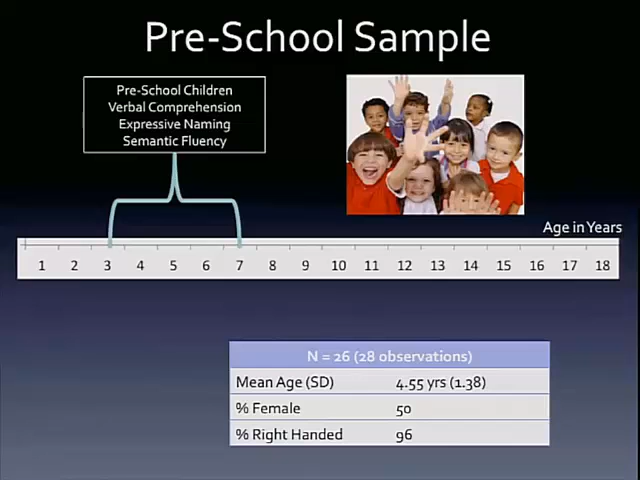 Pre-School Sample
Pre-School Children
Verbal Comprehension
Expressive Naming
Semantic Fluency
Age in Years
1 2 3 4 5 6 7 8 9 10 11 12 13 14 15 16 17 18
N = 26 (28 observations)
Mean Age (SD) 4.55 yrs (1.38)
% Female 50
% Right Handed 96